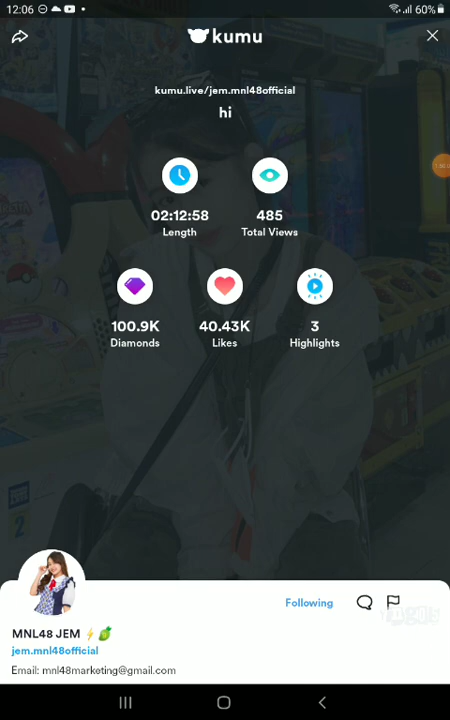 12:06
60%
kumu
kumu.live/jem.mnl48official
hi
02:12:58
Length
485
Total Views
100.9K
Diamonds
40.43K
Likes
3
Highlights
Following
MNL48 JEM ⚡🍍
jem.mnl48official
Email: mnl48marketing@gmail.com